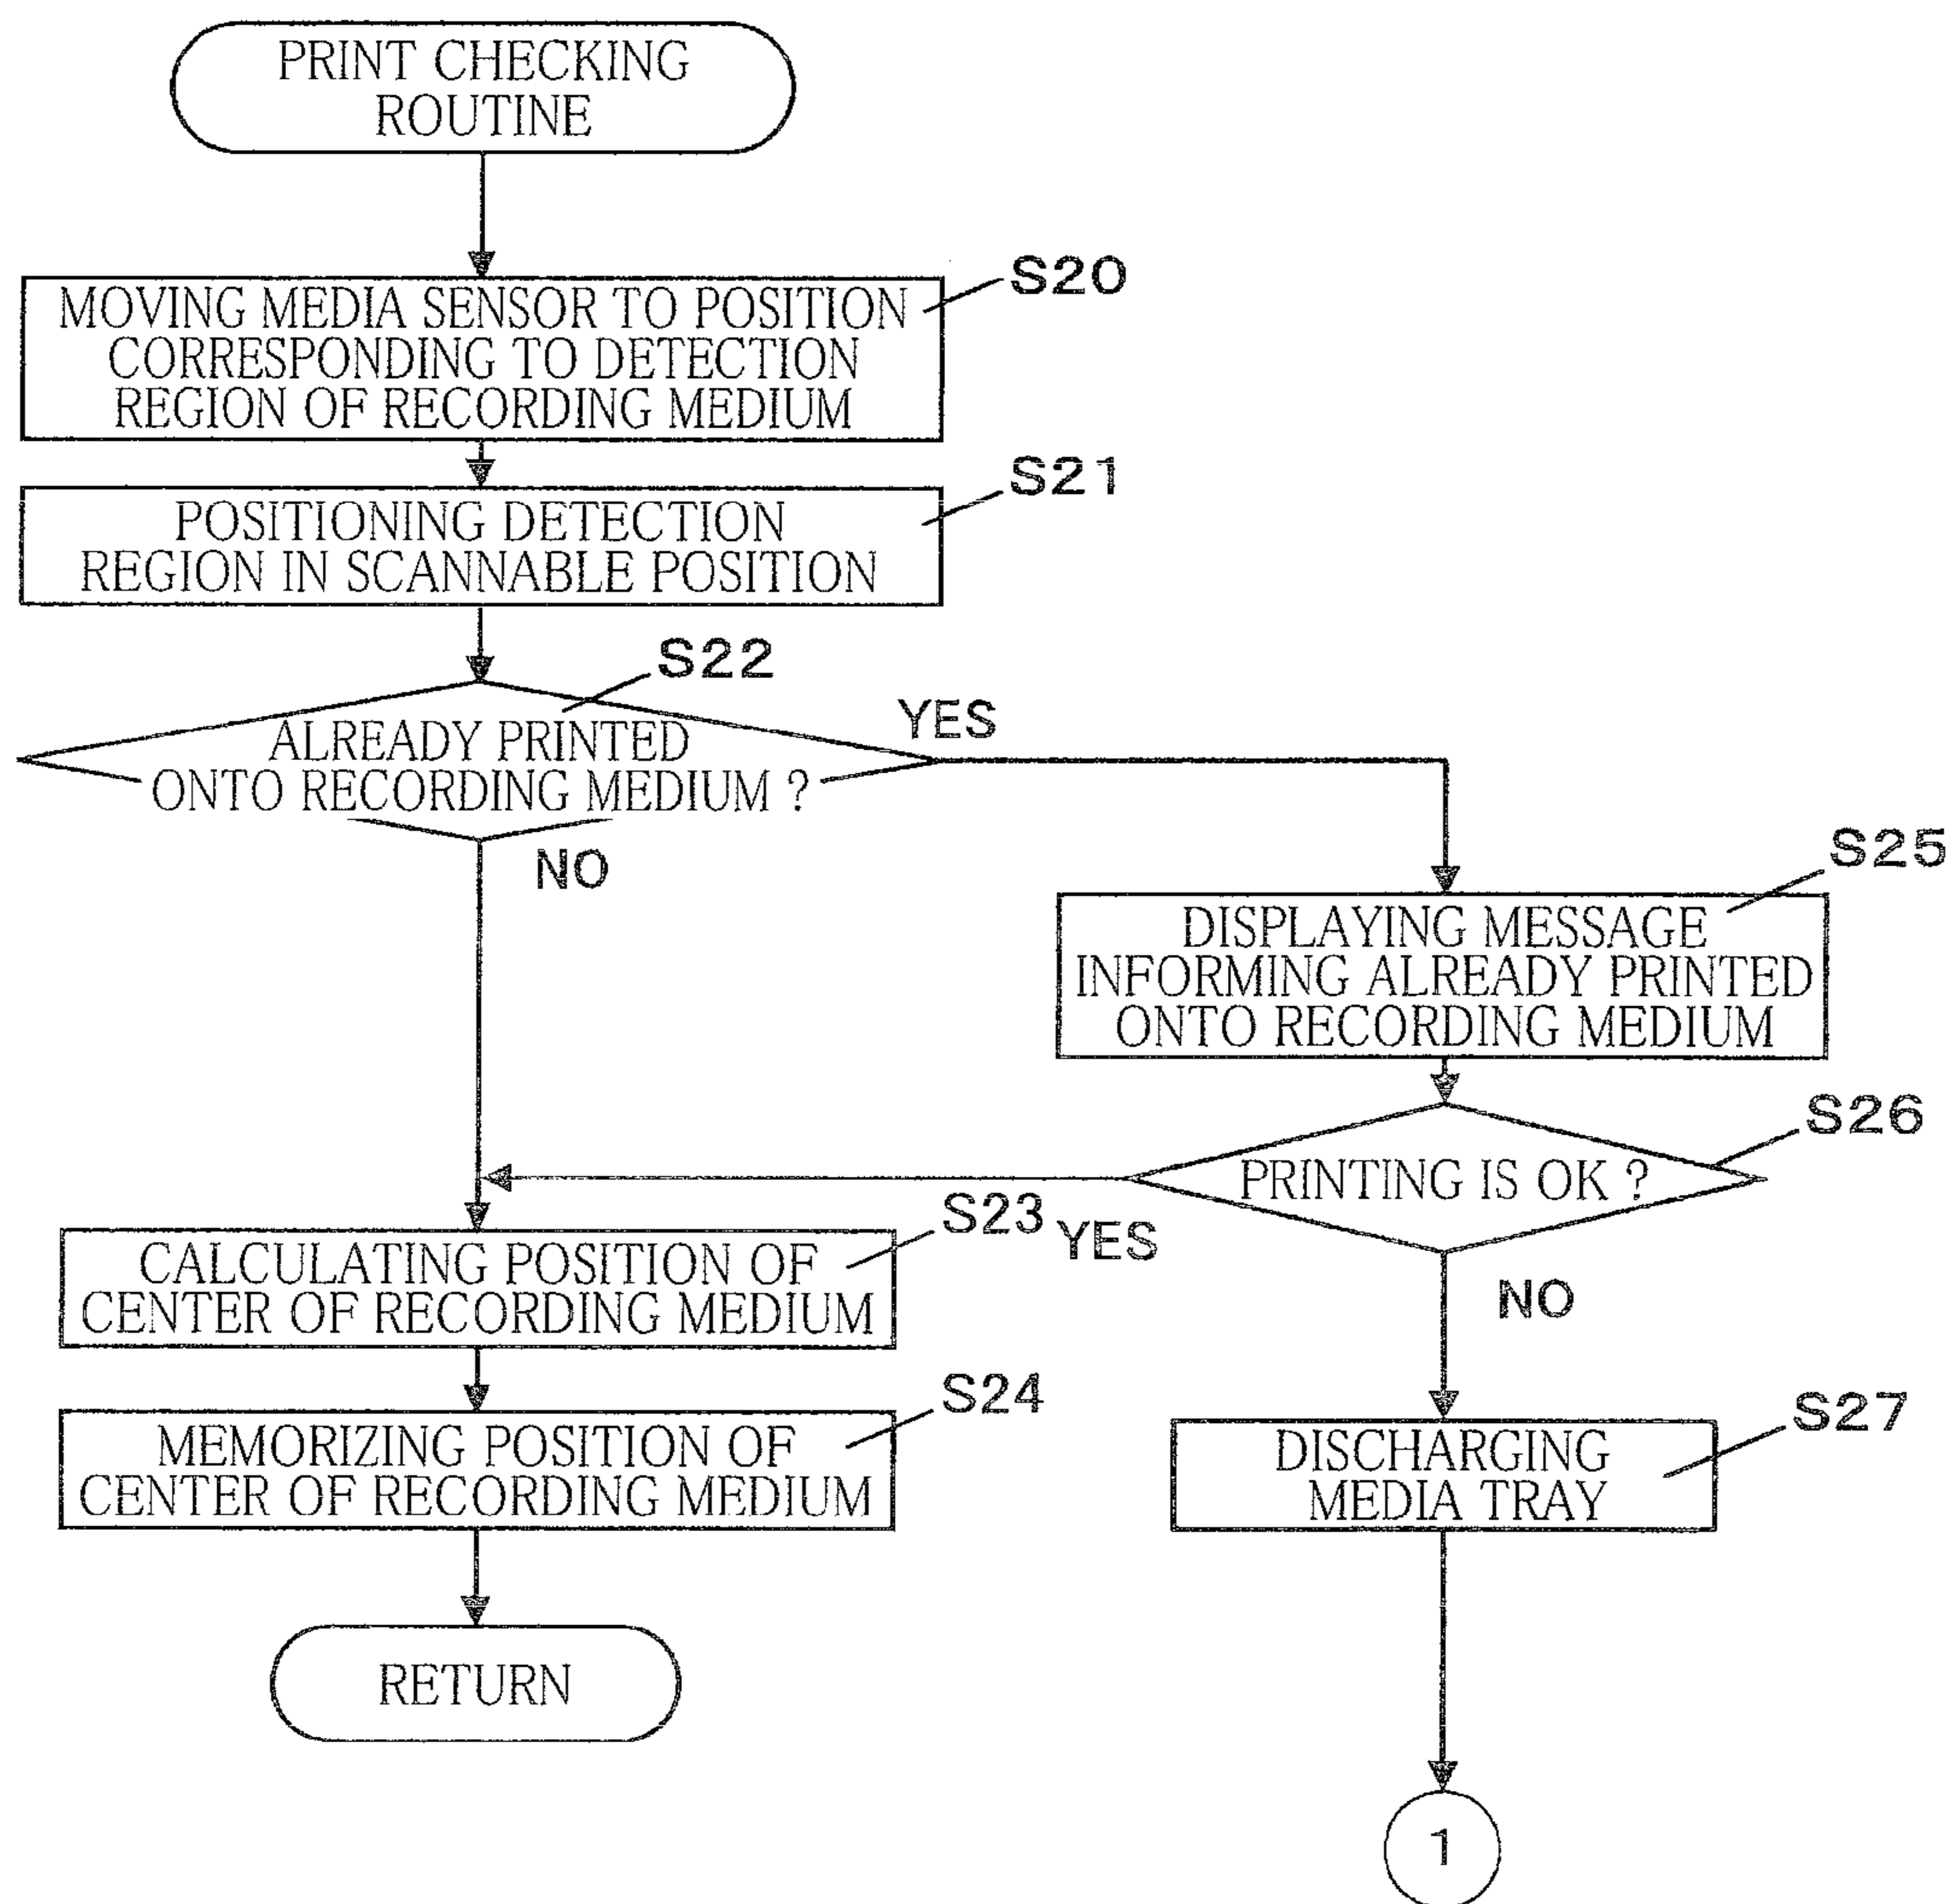 PRINT CHECKING
ROUTINE
S20
MOVING MEDIA SENSOR TO POSITION
CORRESPONDING TO DETECTION
REGION OF RECORDING MEDIUM
S21
POSITIONING DETECTION
REGION IN SCANNABLE POSITION
S22
ALREADY PRINTED
ONTO RECORDING MEDIUM ?
YES
NO
S25
DISPLAYING MESSAGE
INFORMING ALREADY PRINTED
ONTO RECORDING MEDIUM
S26
PRINTING IS OK ?
YES
NO
S23
CALCULATING POSITION OF
CENTER OF RECORDING MEDIUM
S24
MEMORIZING POSITION OF
CENTER OF RECORDING MEDIUM
RETURN
S27
DISCHARGING
MEDIA TRAY
1